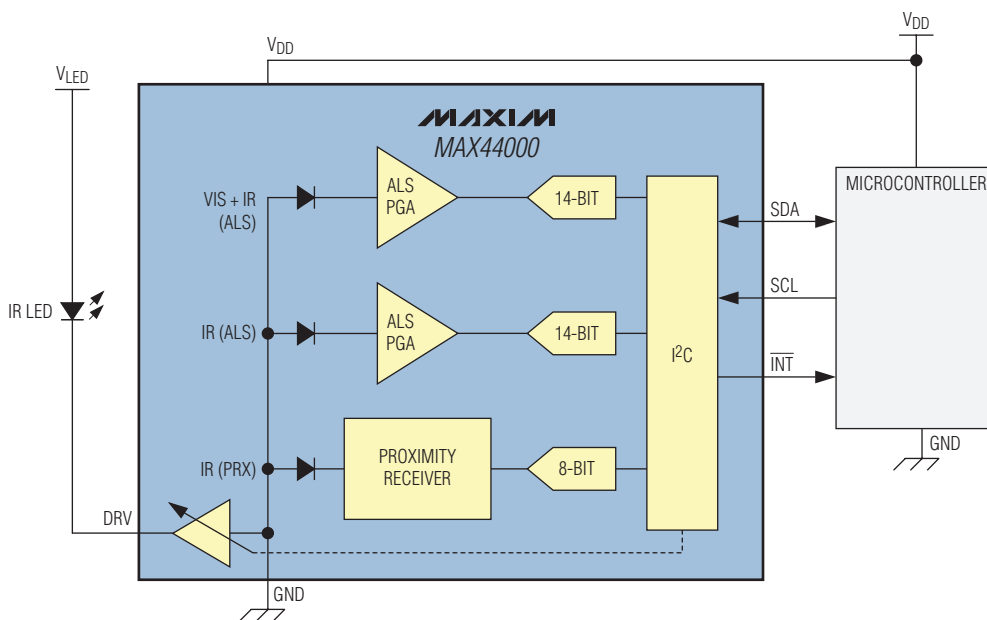 VDD
VDD
VLED
MAXIM
MAX44000
MICROCONTROLLER
VIS + IR
(ALS)
ALS
PGA
14-BIT
SDA
SCL
IR LED
IR (ALS)
ALS
PGA
14-BIT
I²C
INT
IR (PRX)
PROXIMITY
RECEIVER
8-BIT
GND
DRV
GND